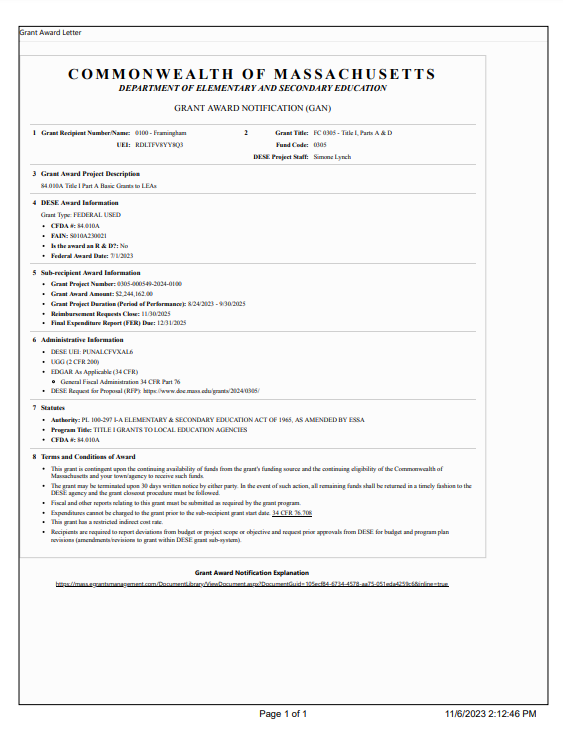 Grant Award Letter
COMMONWEALTH OF MASSACHUSETTS
DEPARTMENT OF ELEMENTARY AND SECONDARY EDUCATION
GRANT AWARD NOTIFICATION (GAN)
1 Grant Recipient Number/Name: 0100 - Framingham
UEI: RDLTFV8YY8Q3
2 Grant Title: FC 0305 - Title I, Parts A & D
Fund Code: 0305
DESE Project Staff: Simone Lynch
3 Grant Award Project Description
84.010A Title I Part A Basic Grants to LEAs
4 DESE Award Information
Grant Type: FEDERAL USED
• CFDA #: 84.010A
• FAIN: S010A230021
• Is the award an R & D?: No
• Federal Award Date: 7/1/2023
5 Sub-recipient Award Information
• Grant Project Number: 0305-000549-2024-0100
• Grant Award Amount: $2,244,162.00
• Grant Project Duration (Period of Performance): 8/24/2023 - 9/30/2025
• Reimbursement Requests Close: 11/30/2025
• Final Expenditure Report (FER) Due: 12/31/2025
6 Administrative Information
• DESE UEI: PUNALCFVXAL6
• UGG (2 CFR 200)
• EDGAR As Applicable (34 CFR)
General Fiscal Administration 34 CFR Part 76
• DESE Request for Proposal (RFP): https://www.doe.mass.edu/grants/2024/0305/
7 Statutes
• Authority: PL 100-297 I-A ELEMENTARY & SECONDARY EDUCATION ACT OF 1965, AS AMENDED BY ESSA
• Program Title: TITLE I GRANTS TO LOCAL EDUCATION AGENCIES
• CFDA #: 84.010A
8 Terms and Conditions of Award
• This grant is contingent upon the continuing availability of funds from the grant's funding source and the continuing eligibility of the Commonwealth of
Massachusetts and your town/agency to receive such funds.
• The grant may be terminated upon 30 days written notice by either party. In the event of such action, all remaining funds shall be returned in a timely fashion to the
DESE agency and the grant closeout procedure must be followed.
• Fiscal and other reports relating to this grant must be submitted as required by the grant program.
• Expenditures cannot be charged to the grant prior to the sub-recipient grant start date. 34 CFR 76.708
• This grant has a restricted indirect cost rate.
• Recipients are required to report deviations from budget or project scope or objective and request prior approvals from DESE for budget and program plan
revisions (amendments/revisions to grant within DESE grant sub-system).
Grant Award Notification Explanation
https://mass.egrantsmanagement.com/DocumentLibrary/ViewDocument.aspx?DocumentGuid=105ecf84-6734-4578-aa75-051eda4259c6&inline=true
Page 1 of 1
11/6/2023 2:12:46 PM